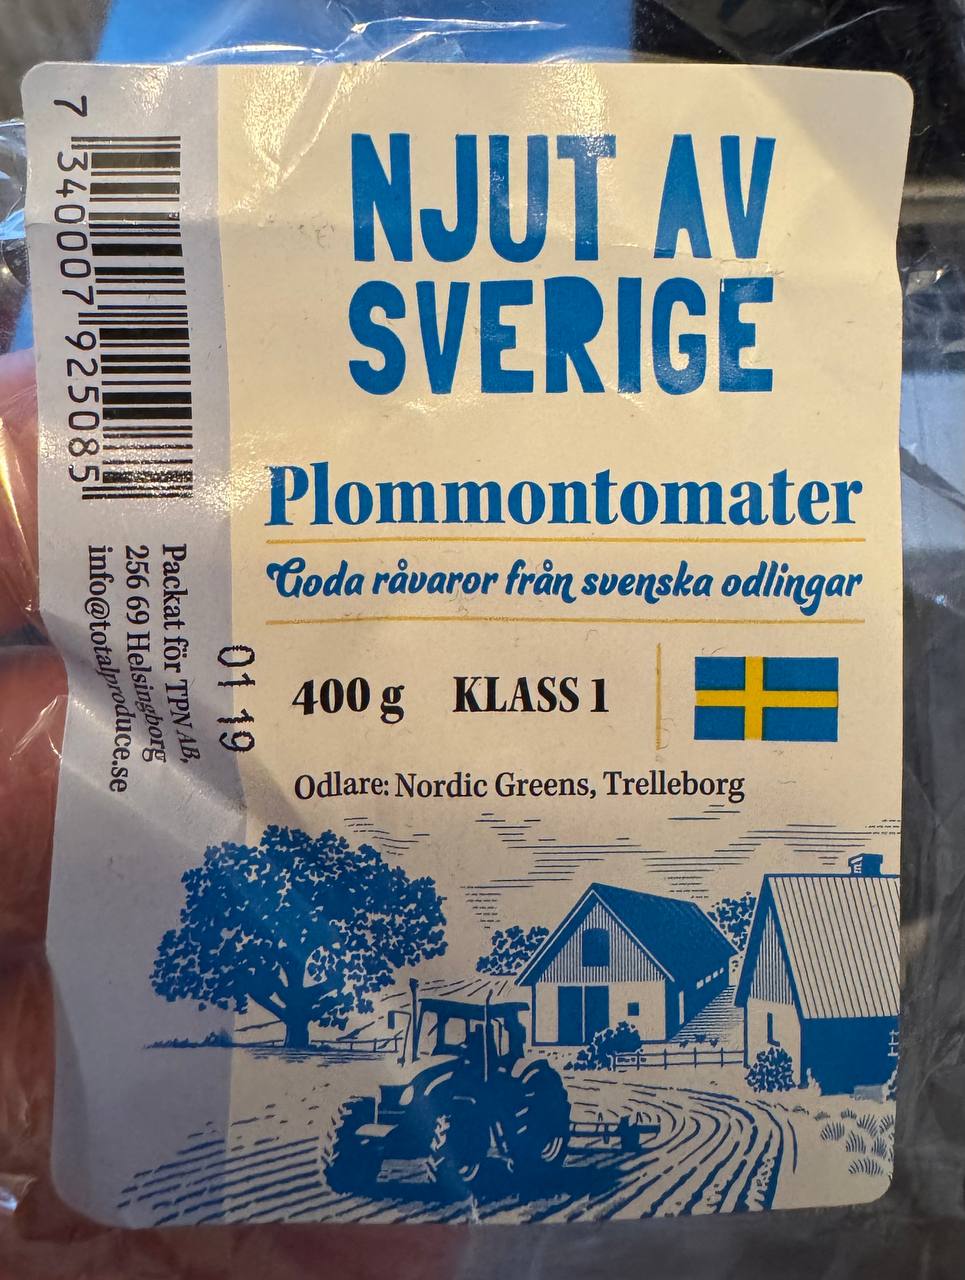 NJUT AV
SVERIGE
Plommontomater
Goda råvaror från svenska odlingar
400 g KLASS 1
Odlare: Nordic Greens, Trelleborg
7 340007 925085
Packat för TPN AB,
256 69 Helsingborg
info@totalproduce.se
01 19